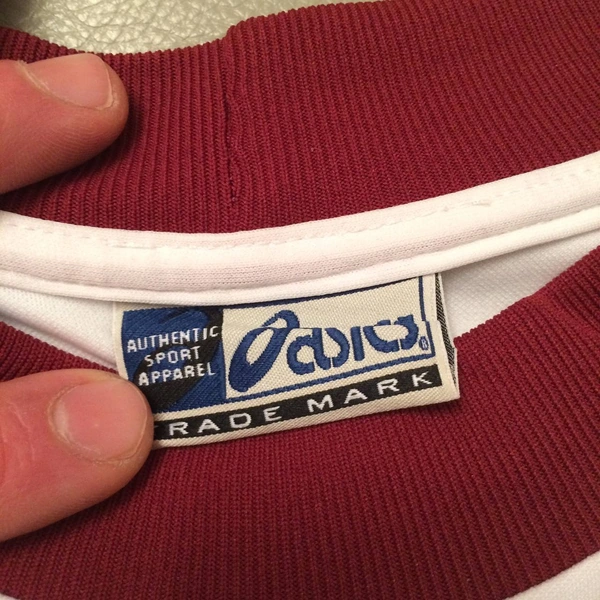 AUTHENTIC
SPORT
APPAREL
asics®
TRADE MARK